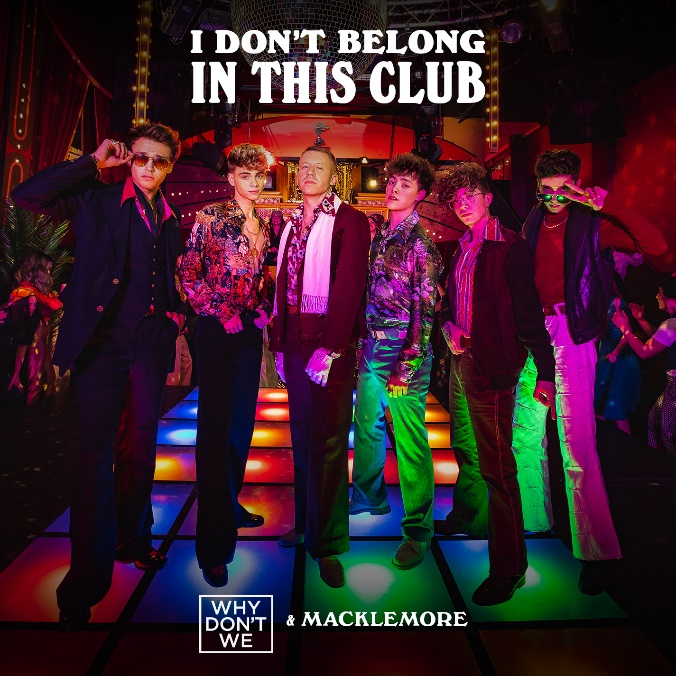 I DON'T BELONG
IN THIS CLUB
WHY
DON'T
WE
& MACKLEMORE